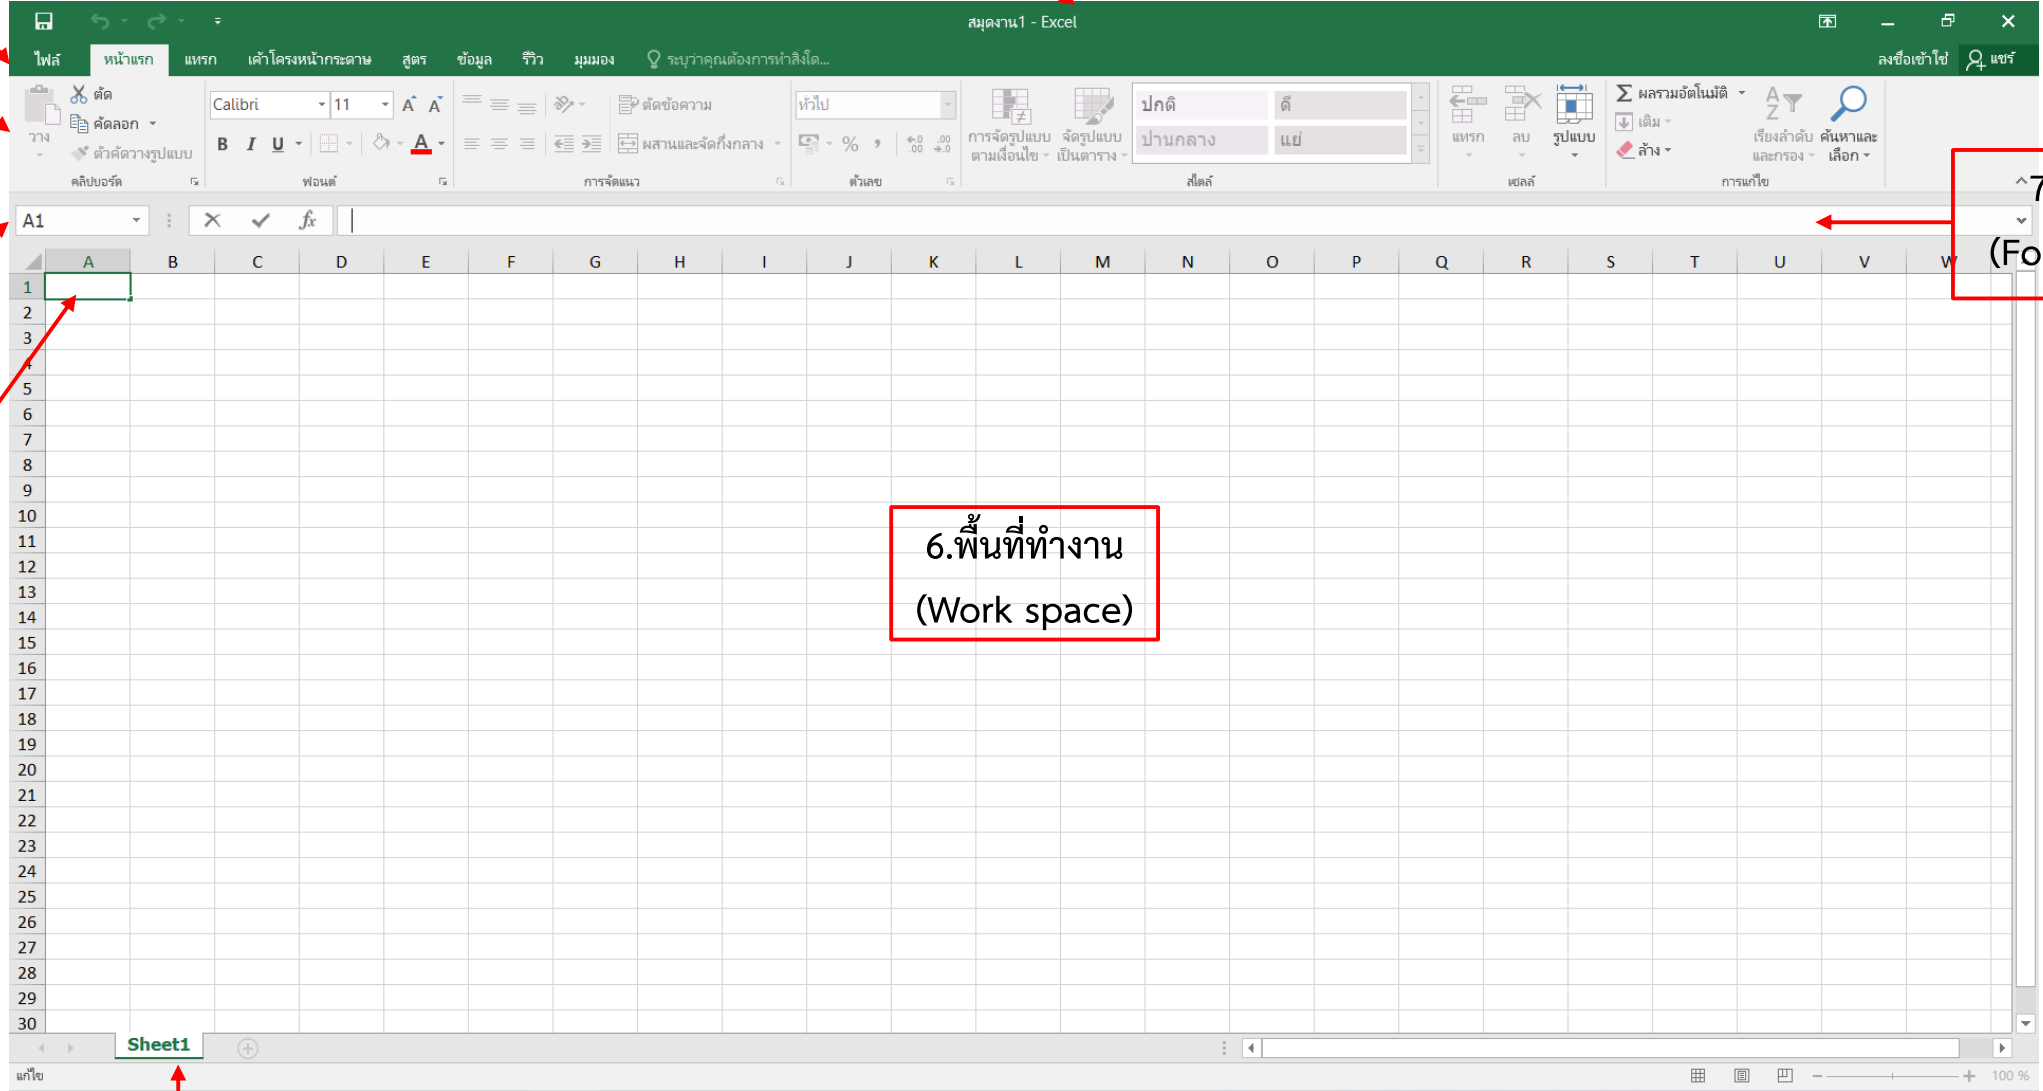 สมุดงาน1 - Excel
ไฟล์ หน้าแรก แทรก เค้าโครงหน้ากระดาษ สูตร ข้อมูล รีวิว มุมมอง ระบุว่าคุณต้องการทำสิ่งใด... ลงชื่อเข้าใช้ แชร์
วาง ตัด คัดลอก ตัวคัดวางรูปแบบ
Calibri 11
B I U A
ตัดข้อความ
ผสานและจัดกึ่งกลาง
ทั่วไป
การจัดรูปแบบ ตามเงื่อนไข
จัดรูปแบบ เป็นตาราง
ปกติ ดี
ปานกลาง แย่
แทรก ลบ รูปแบบ
ผลรวมอัตโนมัติ
เติม
ล้าง
เรียงลำดับ และกรอง
ค้นหาและ เลือก
คลิปบอร์ด ฟอนต์ การจัดแนว ตัวเลข สไตล์ เซลล์ การแก้ไข
7
A1 fx
(Fo
A B C D E F G H I J K L M N O P Q R S T U V W
1
2
3
4
5
6
7
8
9
10
11
12
13
14
15
16
17
18
19
20
21
22
23
24
25
26
27
28
29
30
6.พื้นที่ทำงาน
(Work space)
Sheet1
แก้ไข 100 %